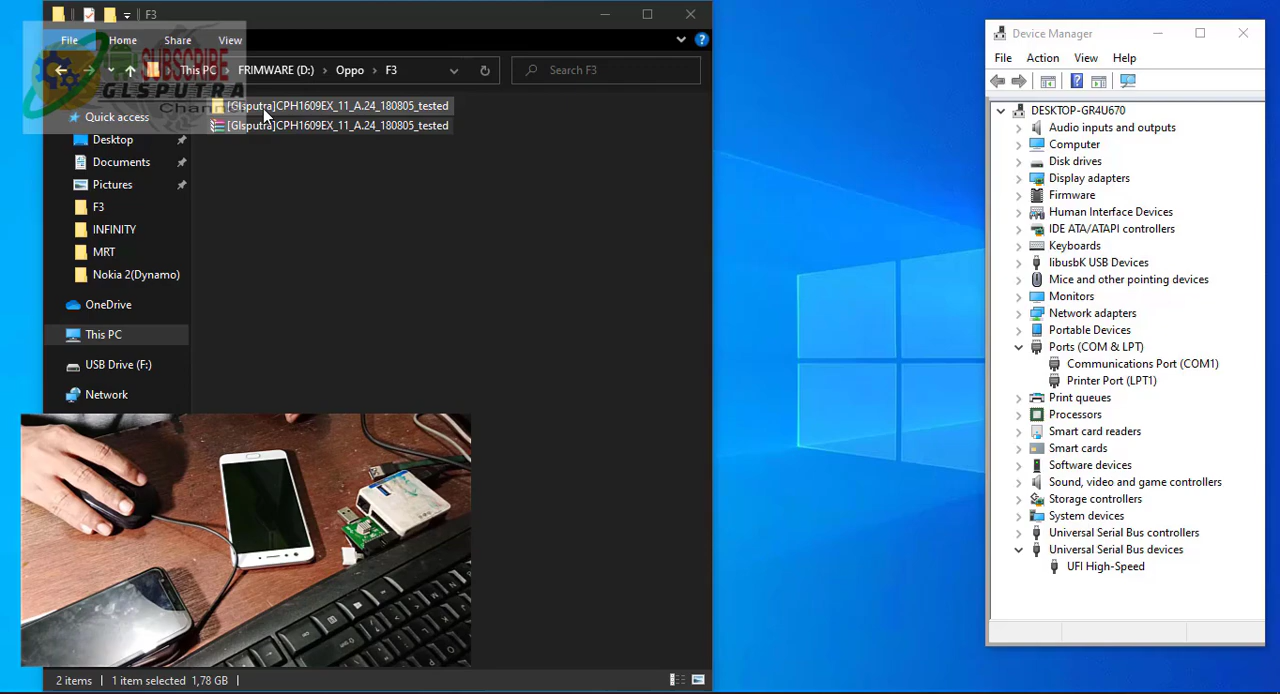 F3
File Home Share View
SUBSCRIBE
GLSPUTRA
Channel
This PC > FRIMWARE (D:) > Oppo > F3
Search F3
Quick access
Desktop
Documents
Pictures
F3
INFINITY
MRT
Nokia 2(Dynamo)
OneDrive
This PC
USB Drive (F:)
Network
[Glsputra]CPH1609EX_11_A.24_180805_tested
[Glsputra]CPH1609EX_11_A.24_180805_tested
2 items 1 item selected 1,78 GB
Device Manager
File Action View Help
DESKTOP-GR4U670
Audio inputs and outputs
Computer
Disk drives
Display adapters
Firmware
Human Interface Devices
IDE ATA/ATAPI controllers
Keyboards
libusbK USB Devices
Mice and other pointing devices
Monitors
Network adapters
Portable Devices
Ports (COM & LPT)
Communications Port (COM1)
Printer Port (LPT1)
Print queues
Processors
Smart card readers
Smart cards
Software devices
Sound, video and game controllers
Storage controllers
System devices
Universal Serial Bus controllers
Universal Serial Bus devices
UFI High-Speed